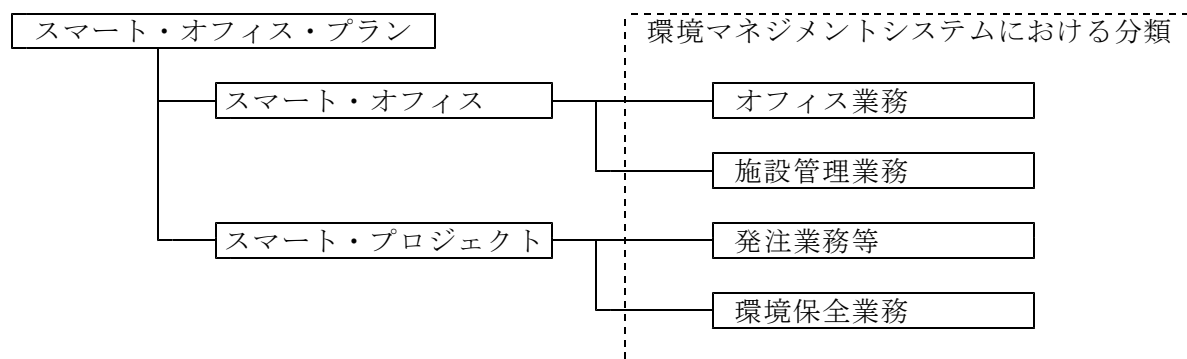 スマート・オフィス・プラン
環境マネジメントシステムにおける分類
スマート・オフィス
オフィス業務
施設管理業務
スマート・プロジェクト
発注業務等
環境保全業務